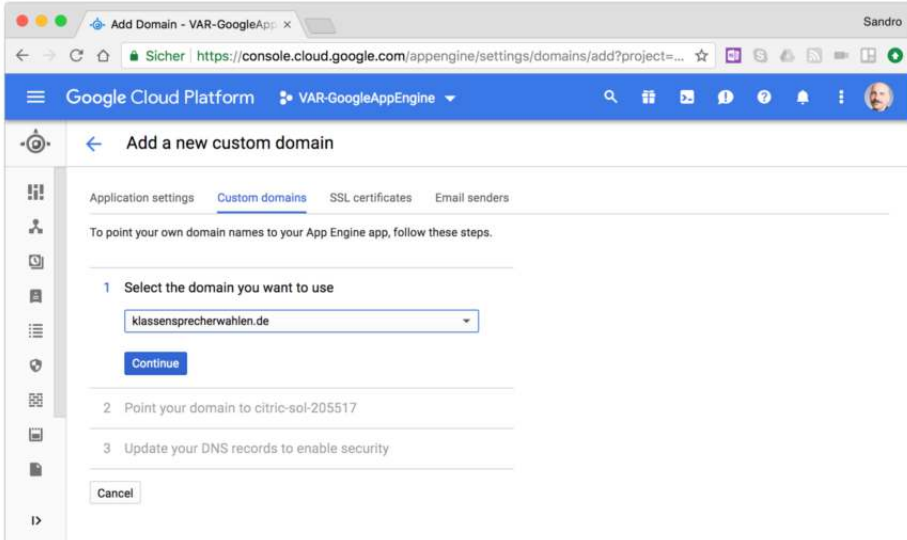 Add Domain - VAR-GoogleApp
Sandro
Sicher https://console.cloud.google.com/appengine/settings/domains/add?project=...
Google Cloud Platform VAR-GoogleAppEngine
Add a new custom domain
Application settings Custom domains SSL certificates Email senders
To point your own domain names to your App Engine app, follow these steps.
1 Select the domain you want to use
klassensprecherwahlen.de
Continue
2 Point your domain to citric-sol-205517
3 Update your DNS records to enable security
Cancel